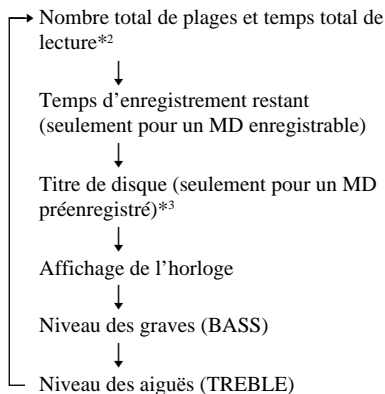 Nombre total de plages et temps total de
lecture*2
Temps d’enregistrement restant
(seulement pour un MD enregistrable)
Titre de disque (seulement pour un MD
préenregistré)*3
Affichage de l’horloge
Niveau des graves (BASS)
Niveau des aiguës (TREBLE)